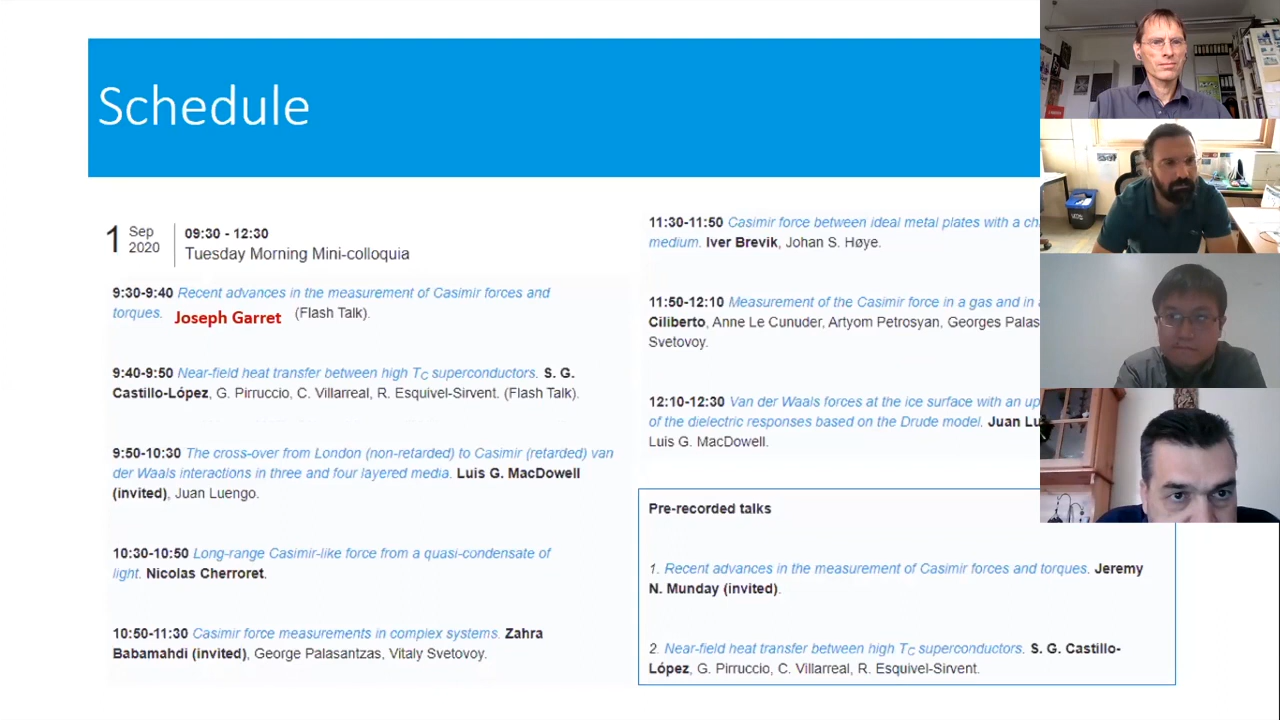 Schedule
1 Sep 2020
09:30 - 12:30
Tuesday Morning Mini-colloquia
9:30-9:40 Recent advances in the measurement of Casimir forces and
torques. Joseph Garret (Flash Talk).
9:40-9:50 Near-field heat transfer between high TC superconductors. S. G.
Castillo-López, G. Pirruccio, C. Villarreal, R. Esquivel-Sirvent. (Flash Talk).
9:50-10:30 The cross-over from London (non-retarded) to Casimir (retarded) van
der Waals interactions in three and four layered media. Luis G. MacDowell
(invited), Juan Luengo.
10:30-10:50 Long-range Casimir-like force from a quasi-condensate of
light. Nicolas Cherroret.
10:50-11:30 Casimir force measurements in complex systems. Zahra
Babamahdi (invited), George Palasantzas, Vitaly Svetovoy.
11:30-11:50 Casimir force between ideal metal plates with a ch
medium. Iver Brevik, Johan S. Høye.
11:50-12:10 Measurement of the Casimir force in a gas and in
Ciliberto, Anne Le Cunuder, Artyom Petrosyan, Georges Palas
Svetovoy.
12:10-12:30 Van der Waals forces at the ice surface with an up
of the dielectric responses based on the Drude model. Juan Lu
Luis G. MacDowell.
Pre-recorded talks
1. Recent advances in the measurement of Casimir forces and torques. Jeremy
N. Munday (invited).
2. Near-field heat transfer between high TC superconductors. S. G. Castillo-
López, G. Pirruccio, C. Villarreal, R. Esquivel-Sirvent.